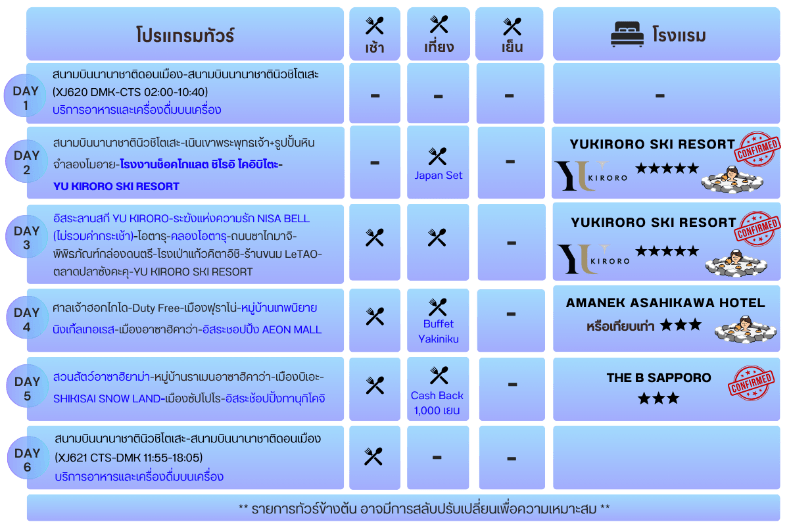 โปรแกรมทัวร์
เช้า
เที่ยง
เย็น
โรงแรม
DAY
1
สนามบินนานาชาติดอนเมือง-สนามบินนานาชาตินิวชิโตเสะ
(XJ620 DMK-CTS 02:00-10:40)
บริการอาหารและเครื่องดื่มบนเครื่อง
-
-
-
-
DAY
2
สนามบินนานาชาตินิวชิโตเสะ-เนินเขาพระพุทธเจ้า+รูปปั้นหิน
จำลองโมอาย-โรงงานช็อคโกแลต ชิโรอิ โคอิบิโตะ-
YU KIRORO SKI RESORT
-
Japan Set
-
YUKIRORO SKI RESORT
CONFIRMED
YU KIRORO
DAY
3
อิสระลานสกี YU KIRORO-ระฆังแห่งความรัก NISA BELL
(ไม่รวมค่ากระเช้า)-โอตารุ-คลองโอตารุ-ถนนซาไกมาจิ-
พิพิธภัณฑ์กล่องดนตรี-โรงเป่าแก้วคิตาอิชิ-ร้านขนม LeTAO-
ตลาดปลาซังคะคุ-YU KIRORO SKI RESORT
-
YUKIRORO SKI RESORT
CONFIRMED
YU KIRORO
DAY
4
ศาลเจ้าฮอกไกโด-Duty Free-เมืองฟุราโน่-หมู่บ้านเทพนิยาย
นิงเกิ้ลเทอเรส-เมืองอาซาฮิคาว่า-อิสระชอปปิ้ง AEON MALL
Buffet
Yakiniku
-
AMANEK ASAHIKAWA HOTEL
หรือเทียบเท่า
DAY
5
สวนสัตว์อาซาฮิยาม่า-หมู่บ้านราเมนอาซาฮิคาว่า-เมืองบิเอะ-
SHIKISAI SNOW LAND-เมืองซัปโปโร-อิสระช้อปปิ้งทานุกิโคจิ
Cash Back
1,000 เยน
-
THE B SAPPORO
CONFIRMED
DAY
6
สนามบินนานาชาตินิวชิโตเสะ-สนามบินนานาชาติดอนเมือง
(XJ621 CTS-DMK 11:55-18:05)
บริการอาหารและเครื่องดื่มบนเครื่อง
-
-
** รายการทัวร์ข้างต้น อาจมีการสลับปรับเปลี่ยนเพื่อความเหมาะสม **